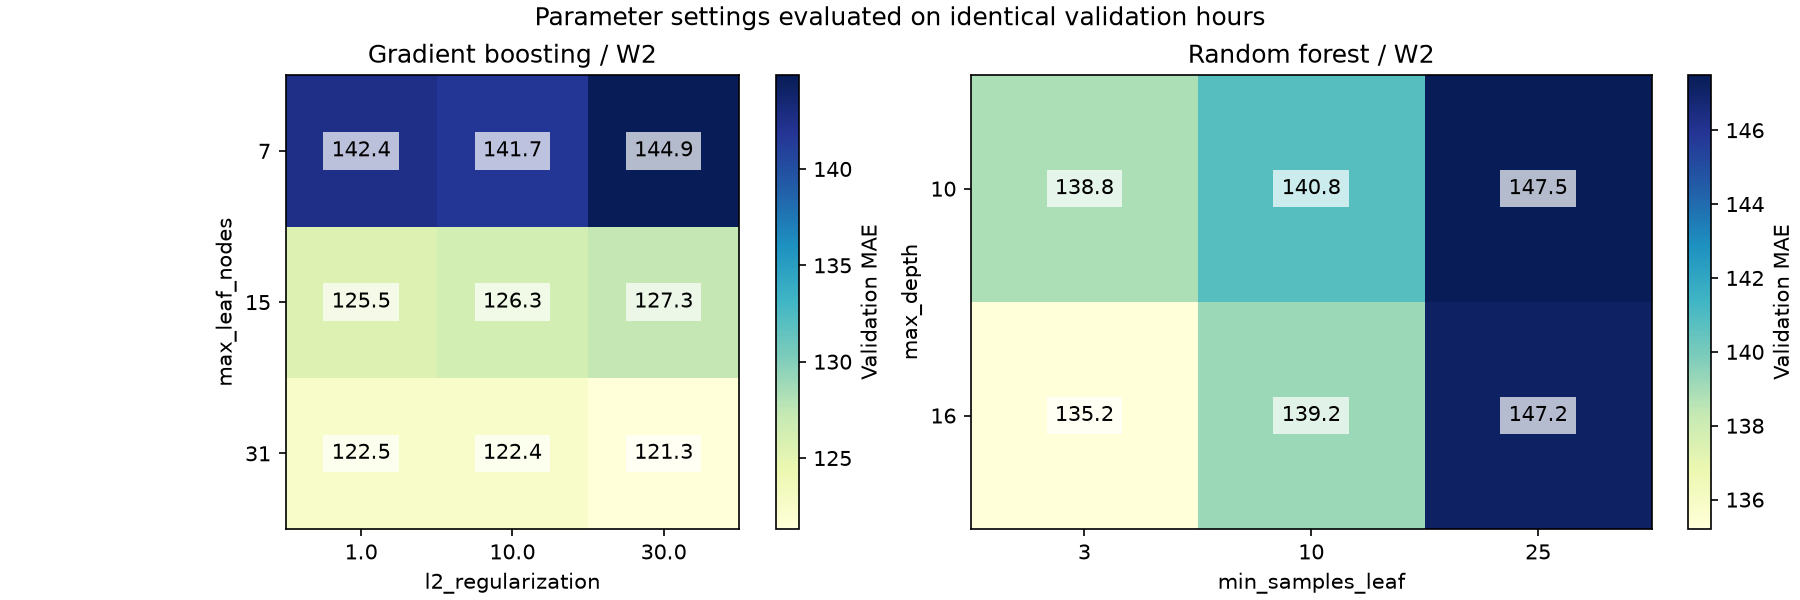 Parameter settings evaluated on identical validation hours
Gradient boosting / W2
max_leaf_nodes
7
15
31
142.4 141.7 144.9
125.5 126.3 127.3
122.5 122.4 121.3
1.0 10.0 30.0
l2_regularization
140
135
130
125
Validation MAE
Random forest / W2
max_depth
10
16
138.8 140.8 147.5
135.2 139.2 147.2
3 10 25
min_samples_leaf
146
144
142
140
138
136
Validation MAE